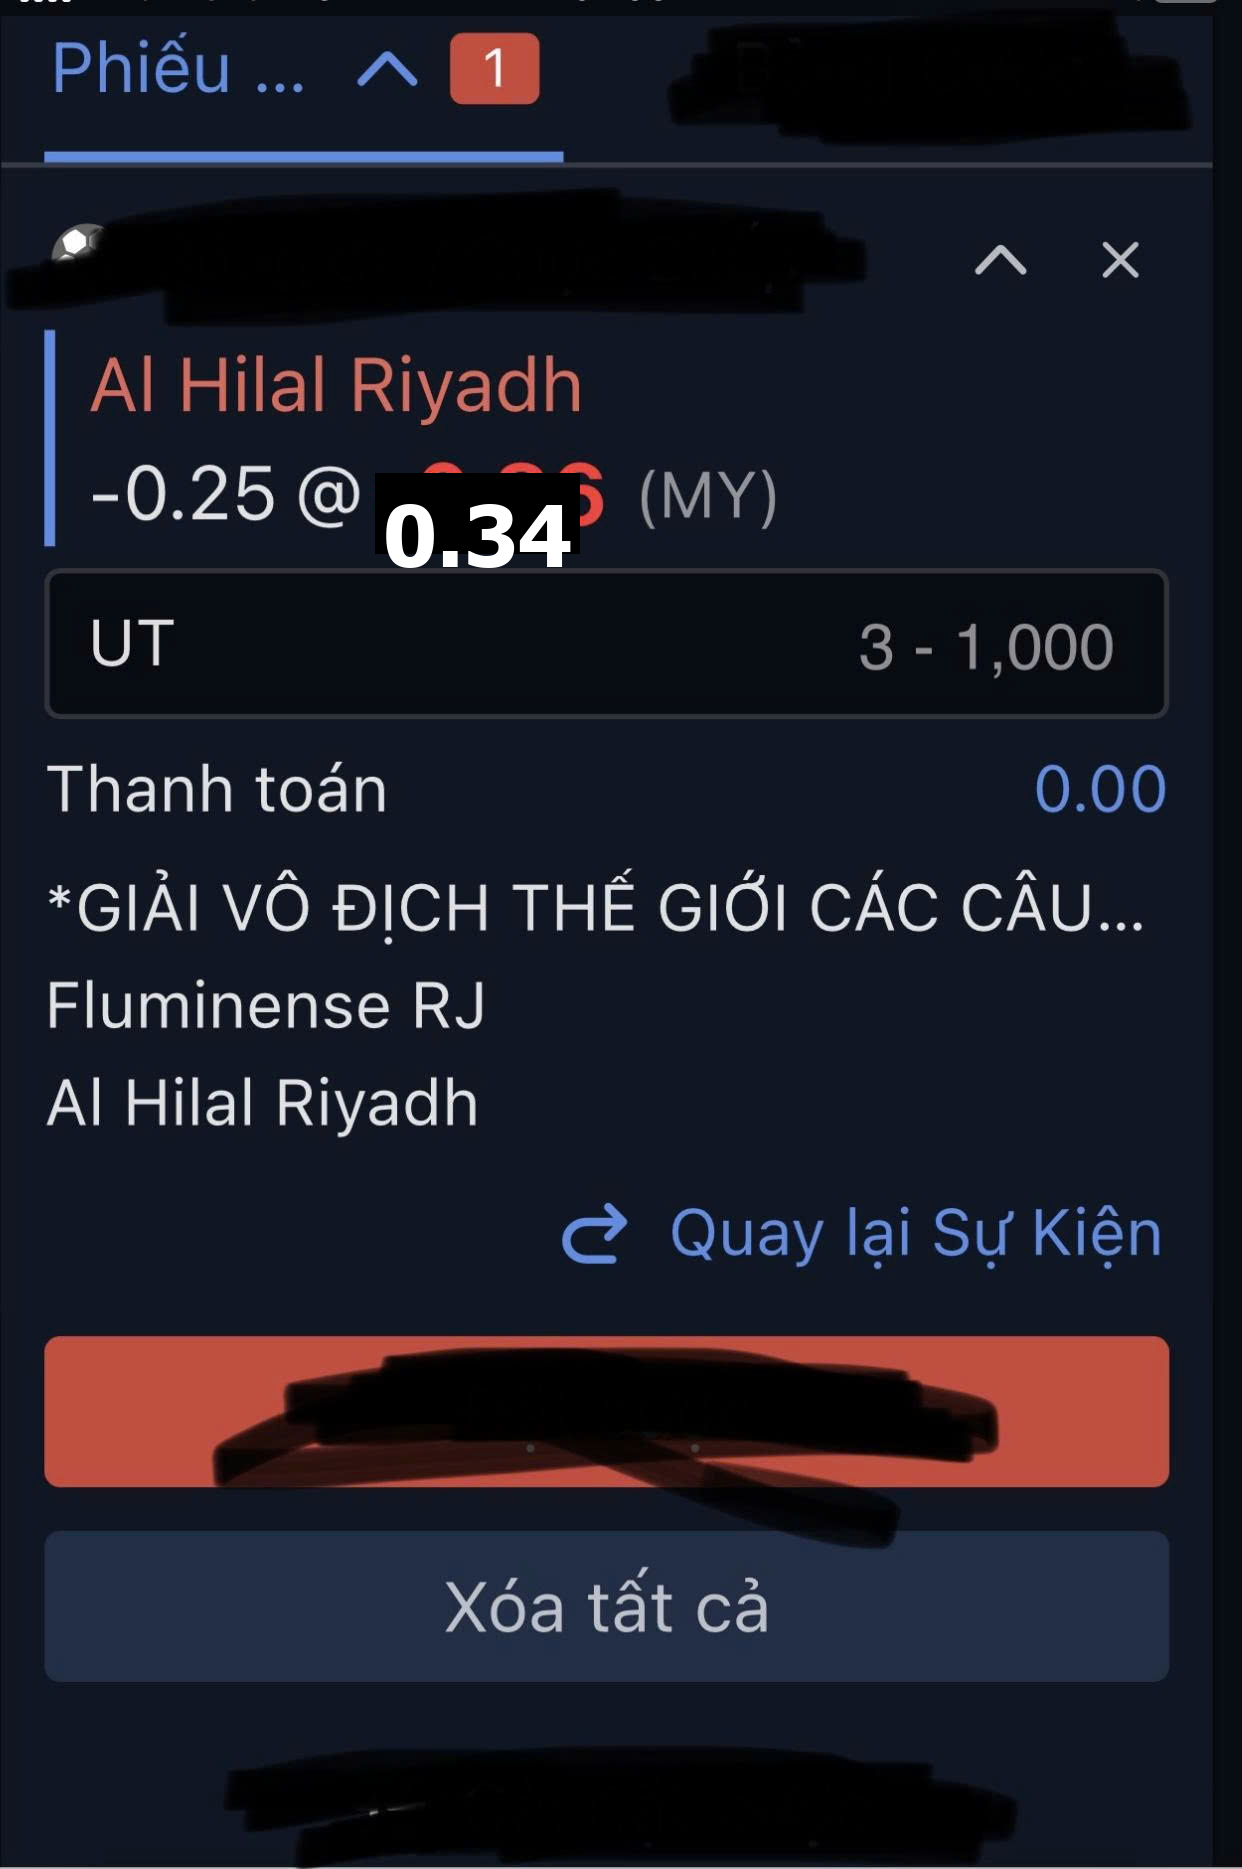 Phiếu ... 1
Al Hilal Riyadh
-0.25 @ 0.34 (MY)
UT 3 - 1,000
Thanh toán 0.00
*GIẢI VÔ ĐỊCH THẾ GIỚI CÁC CÂU...
Fluminense RJ
Al Hilal Riyadh
Quay lại Sự Kiện
Xóa tất cả